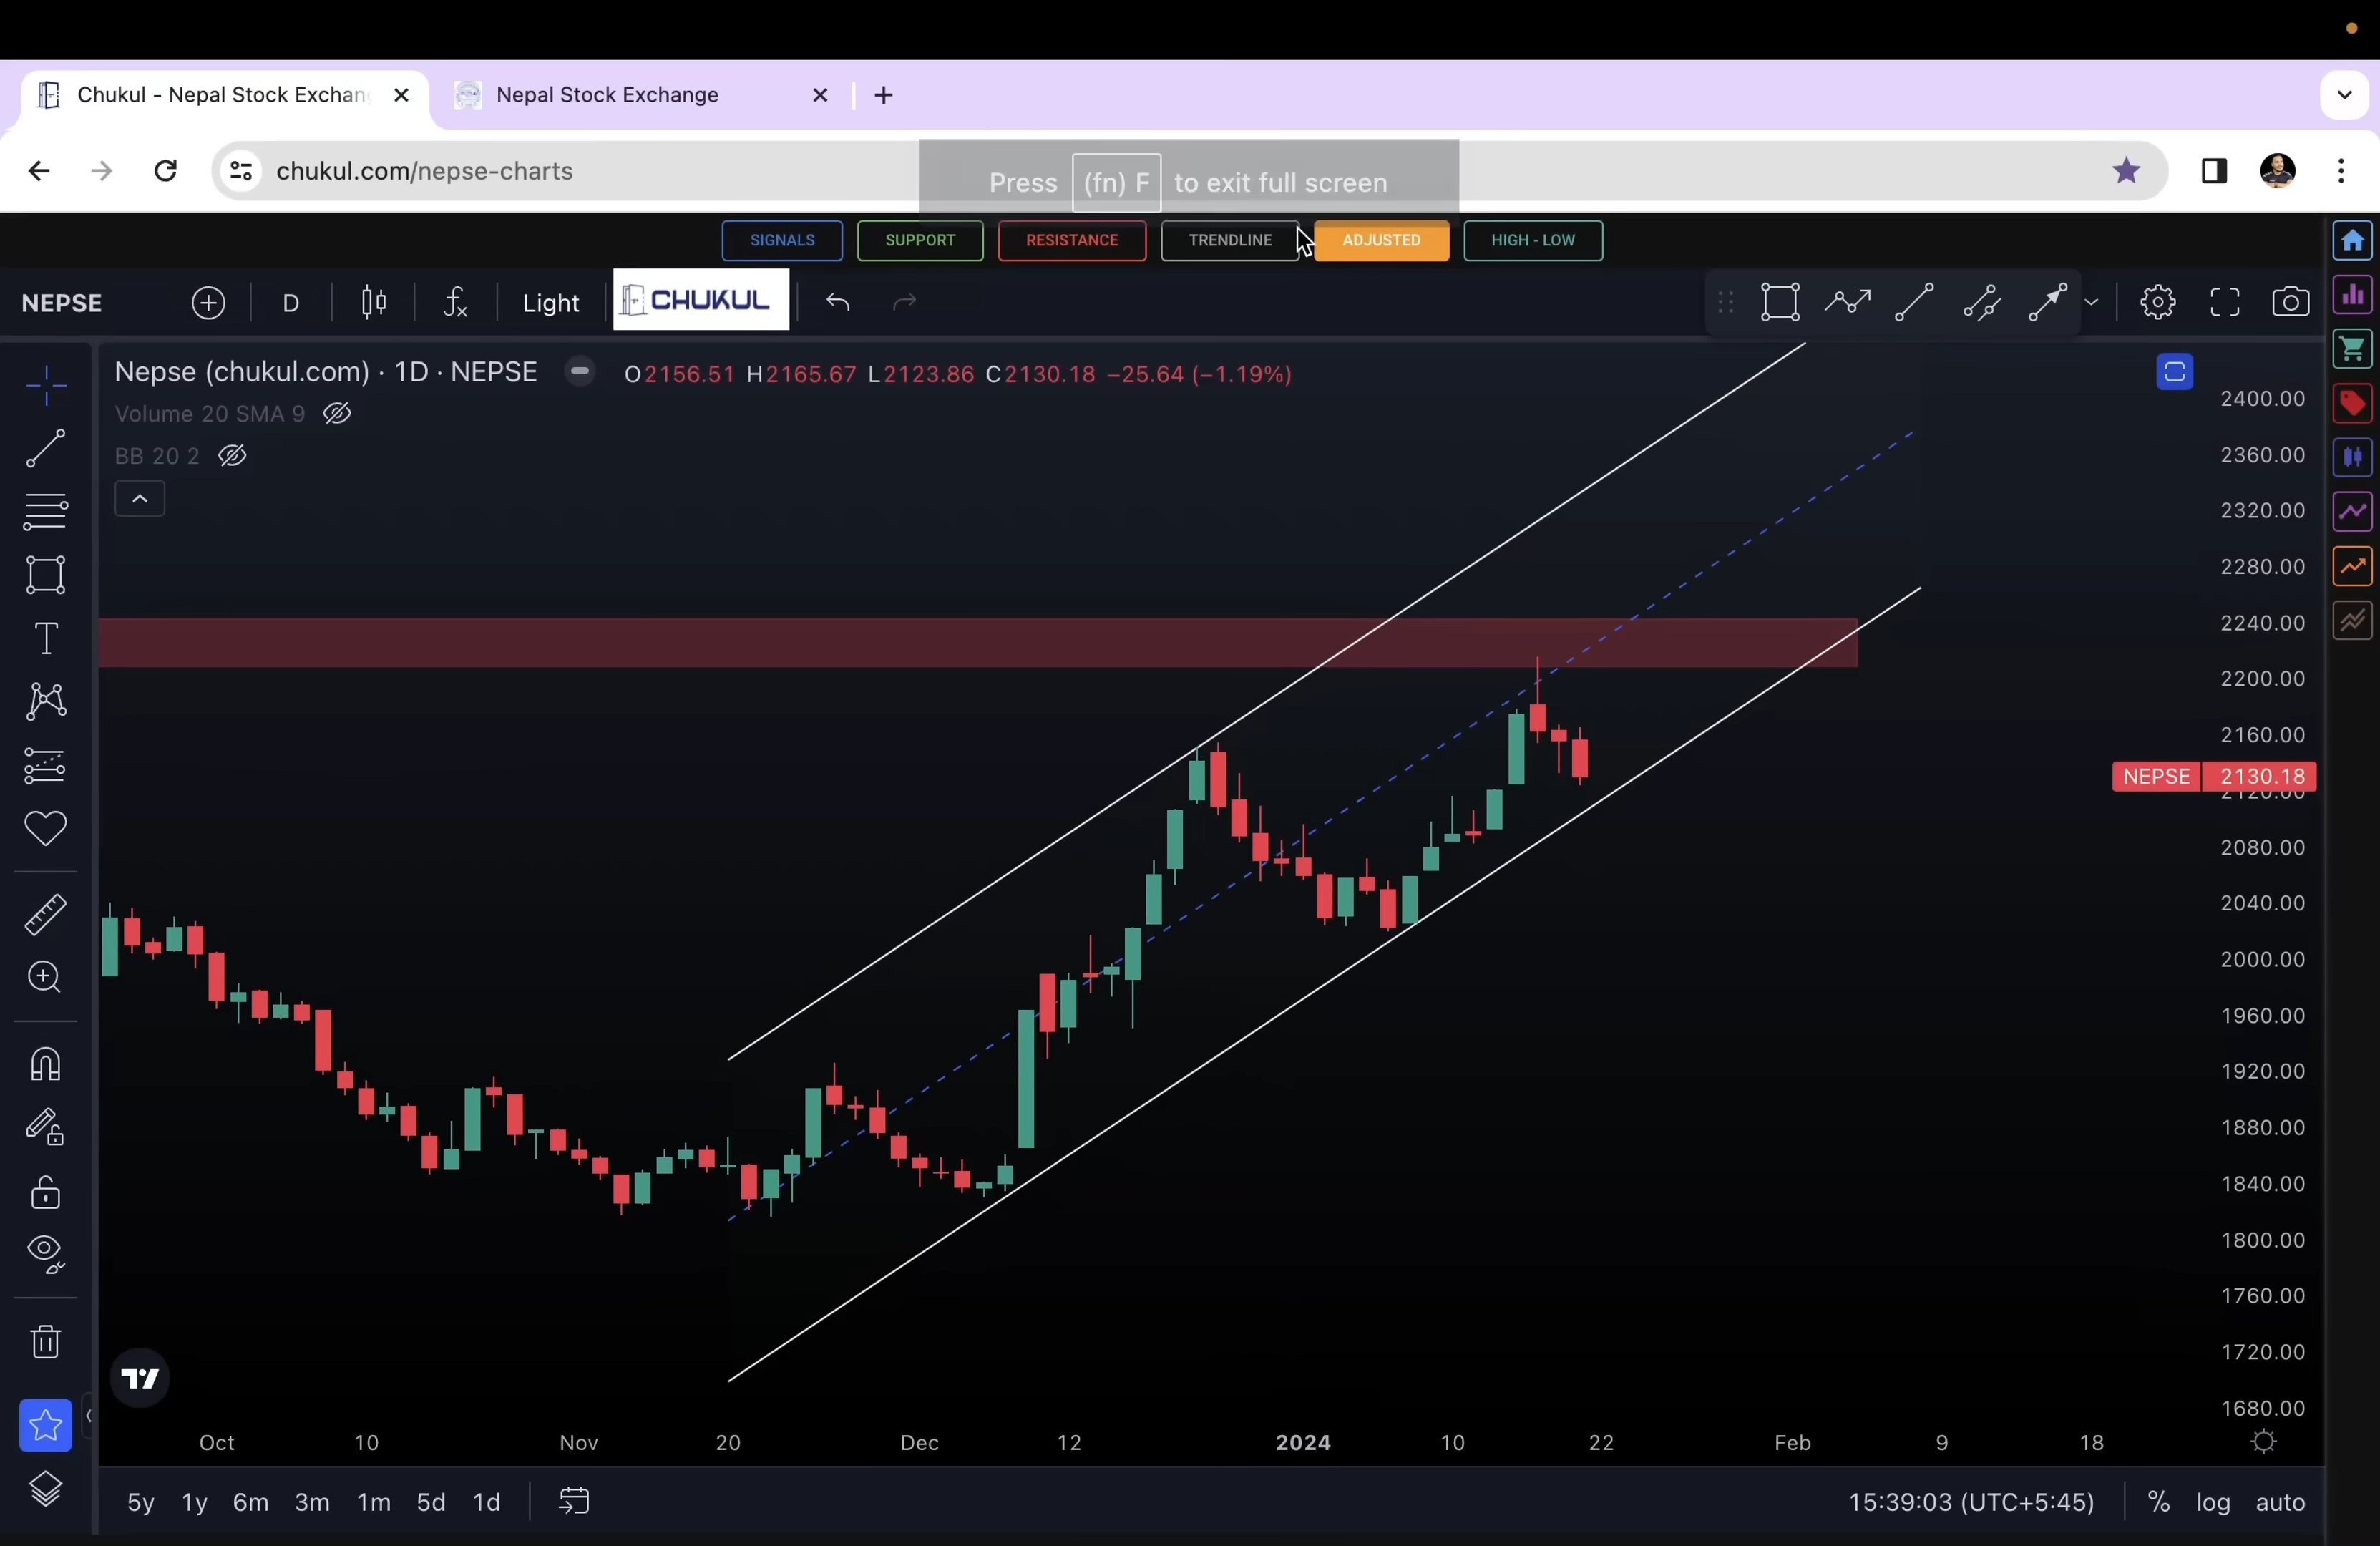 Chukul - Nepal Stock Exchan
Nepal Stock Exchange
chukul.com/nepse-charts
Press (fn) F to exit full screen
SIGNALS SUPPORT RESISTANCE TRENDLINE ADJUSTED HIGH - LOW
NEPSE D Light CHUKUL
Nepse (chukul.com) · 1D · NEPSE O2156.51 H2165.67 L2123.86 C2130.18 −25.64 (−1.19%)
Volume 20 SMA 9
BB 20 2
2400.00
2360.00
2320.00
2280.00
2240.00
2200.00
2160.00
NEPSE 2130.18
2120.00
2080.00
2040.00
2000.00
1960.00
1920.00
1880.00
1840.00
1800.00
1760.00
1720.00
1680.00
Oct 10 Nov 20 Dec 12 2024 10 22 Feb 9 18
5y 1y 6m 3m 1m 5d 1d 15:39:03 (UTC+5:45) % log auto